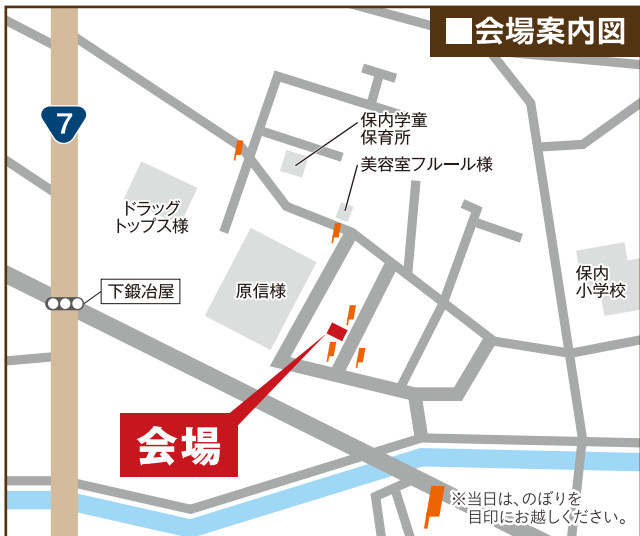 ■会場案内図
7
保内学童
保育所
美容室フルール様
ドラッグ
トップス様
下鍛冶屋
原信様
保内
小学校
会場
※当日は、のぼりを
目印にお越しください。